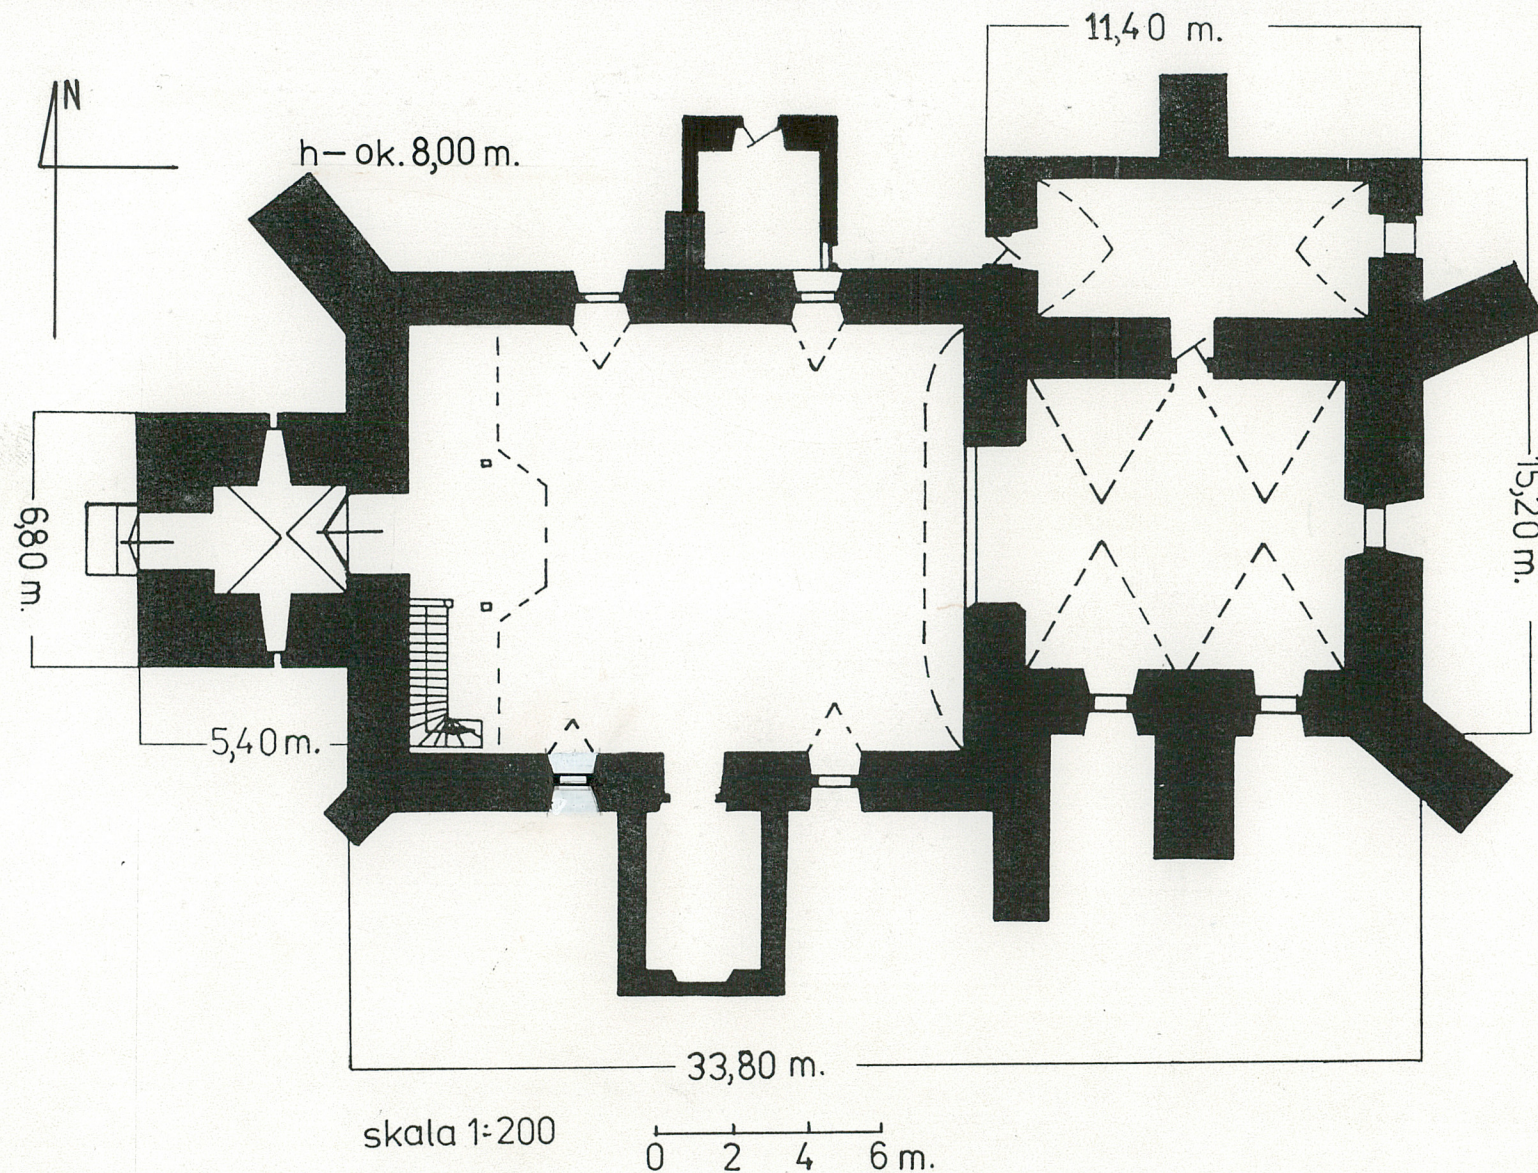 11,40 m.
N
h-ok. 8,00 m.
6,80 m.
15,20 m.
5,40 m.
33,80 m.
skala 1:200
0 2 4 6 m.